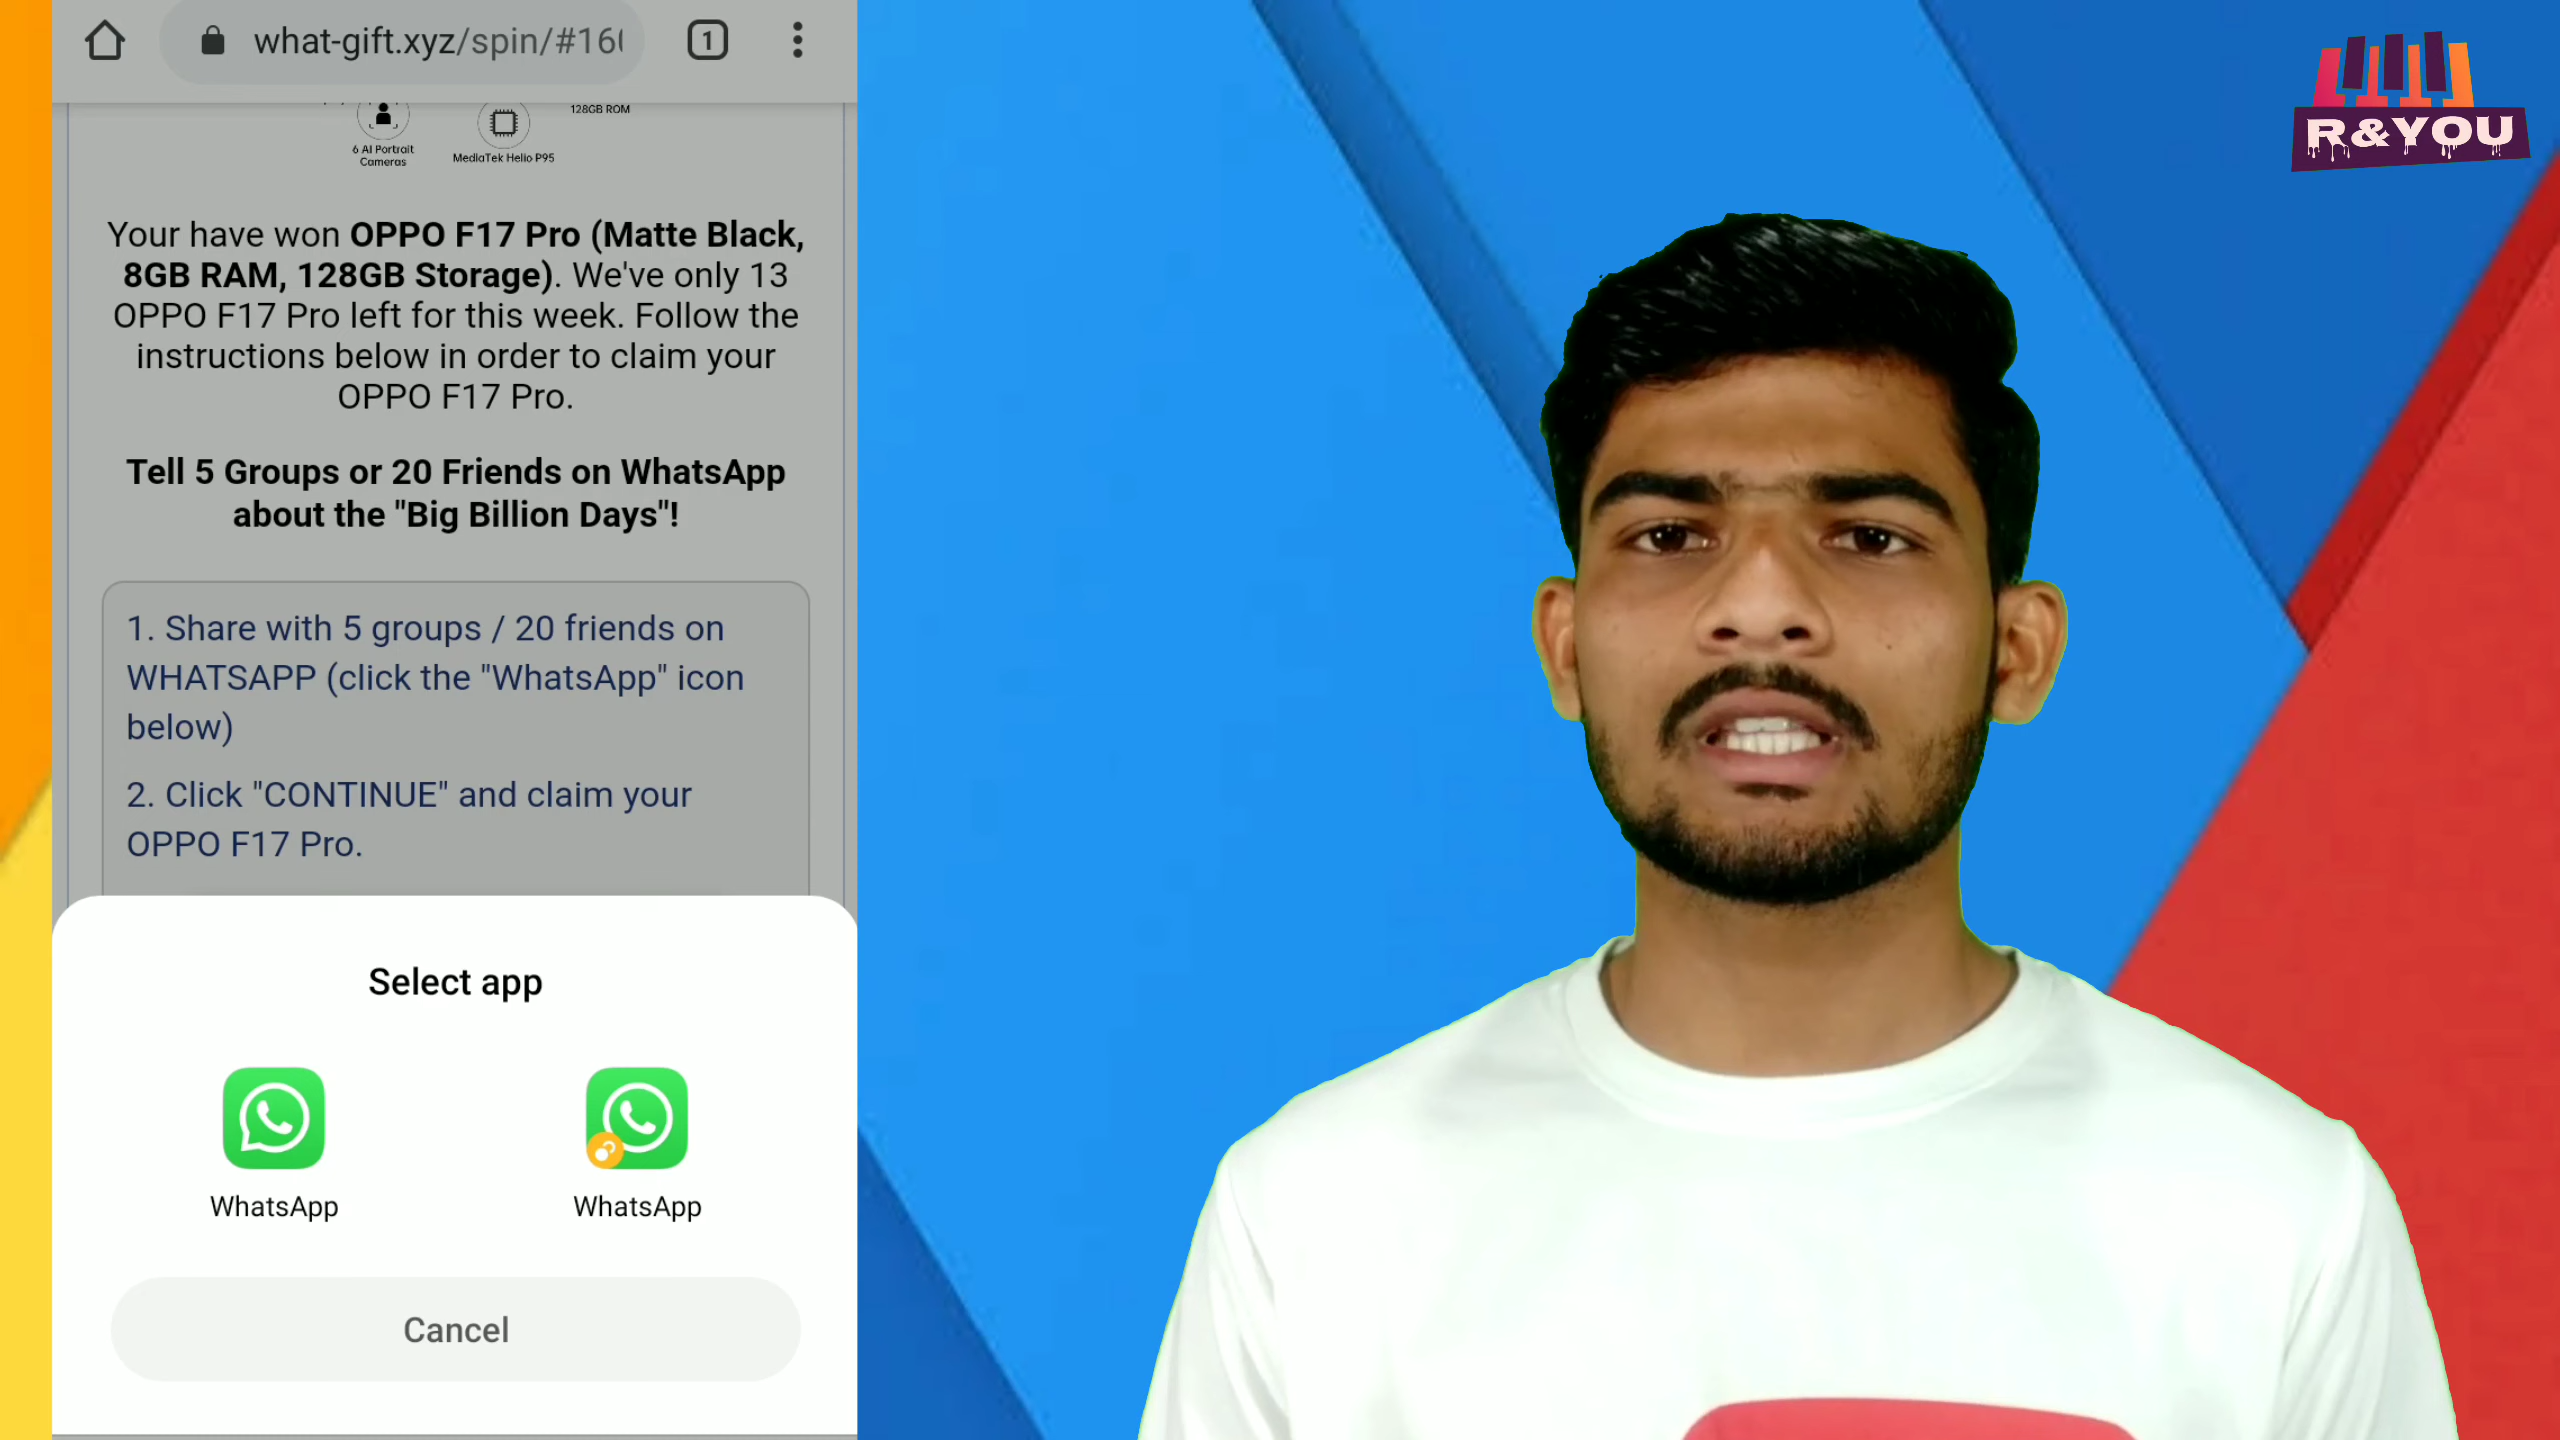 what-gift.xyz/spin/#16
1
128GB ROM
6 AI Portrait
Cameras
MediaTek Helio P95
Your have won OPPO F17 Pro (Matte Black,
8GB RAM, 128GB Storage). We've only 13
OPPO F17 Pro left for this week. Follow the
instructions below in order to claim your
OPPO F17 Pro.
Tell 5 Groups or 20 Friends on WhatsApp
about the "Big Billion Days"!
1. Share with 5 groups / 20 friends on
WHATSAPP (click the "WhatsApp" icon
below)
2. Click "CONTINUE" and claim your
OPPO F17 Pro.
Select app
WhatsApp
WhatsApp
Cancel
R&YOU